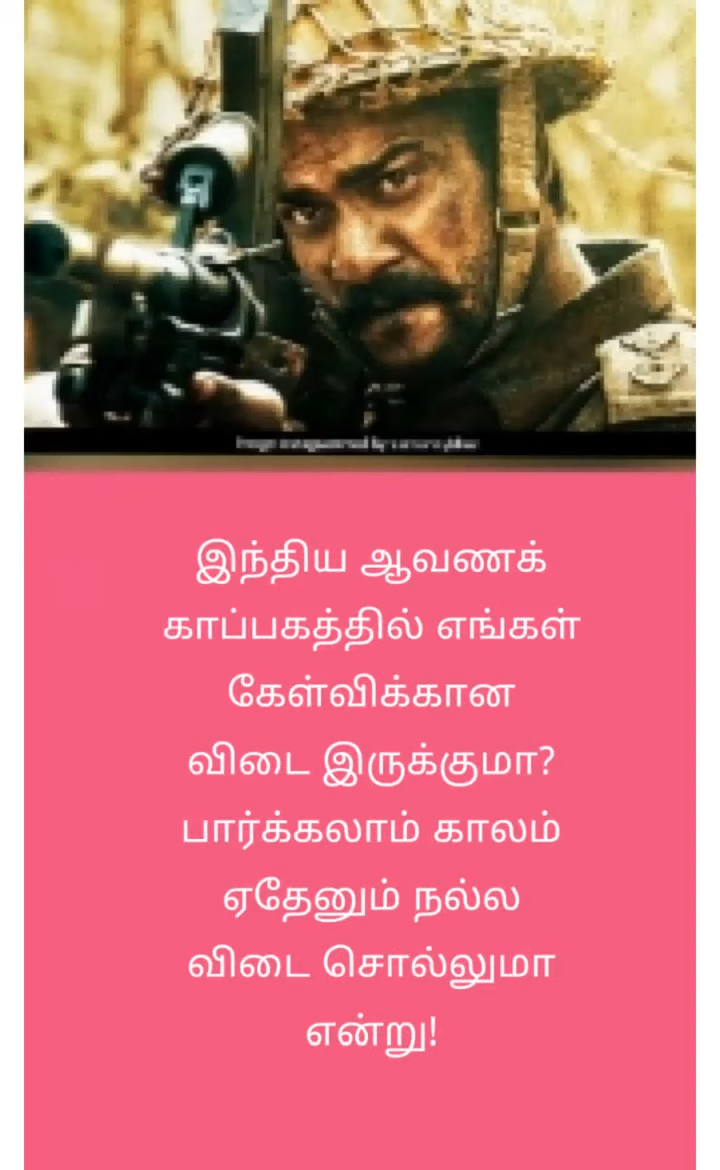 இந்திய ஆவணக்
காப்பகத்தில் எங்கள்
கேள்விக்கான
விடை இருக்குமா?
பார்க்கலாம் காலம்
ஏதேனும் நல்ல
விடை சொல்லுமா
என்று!